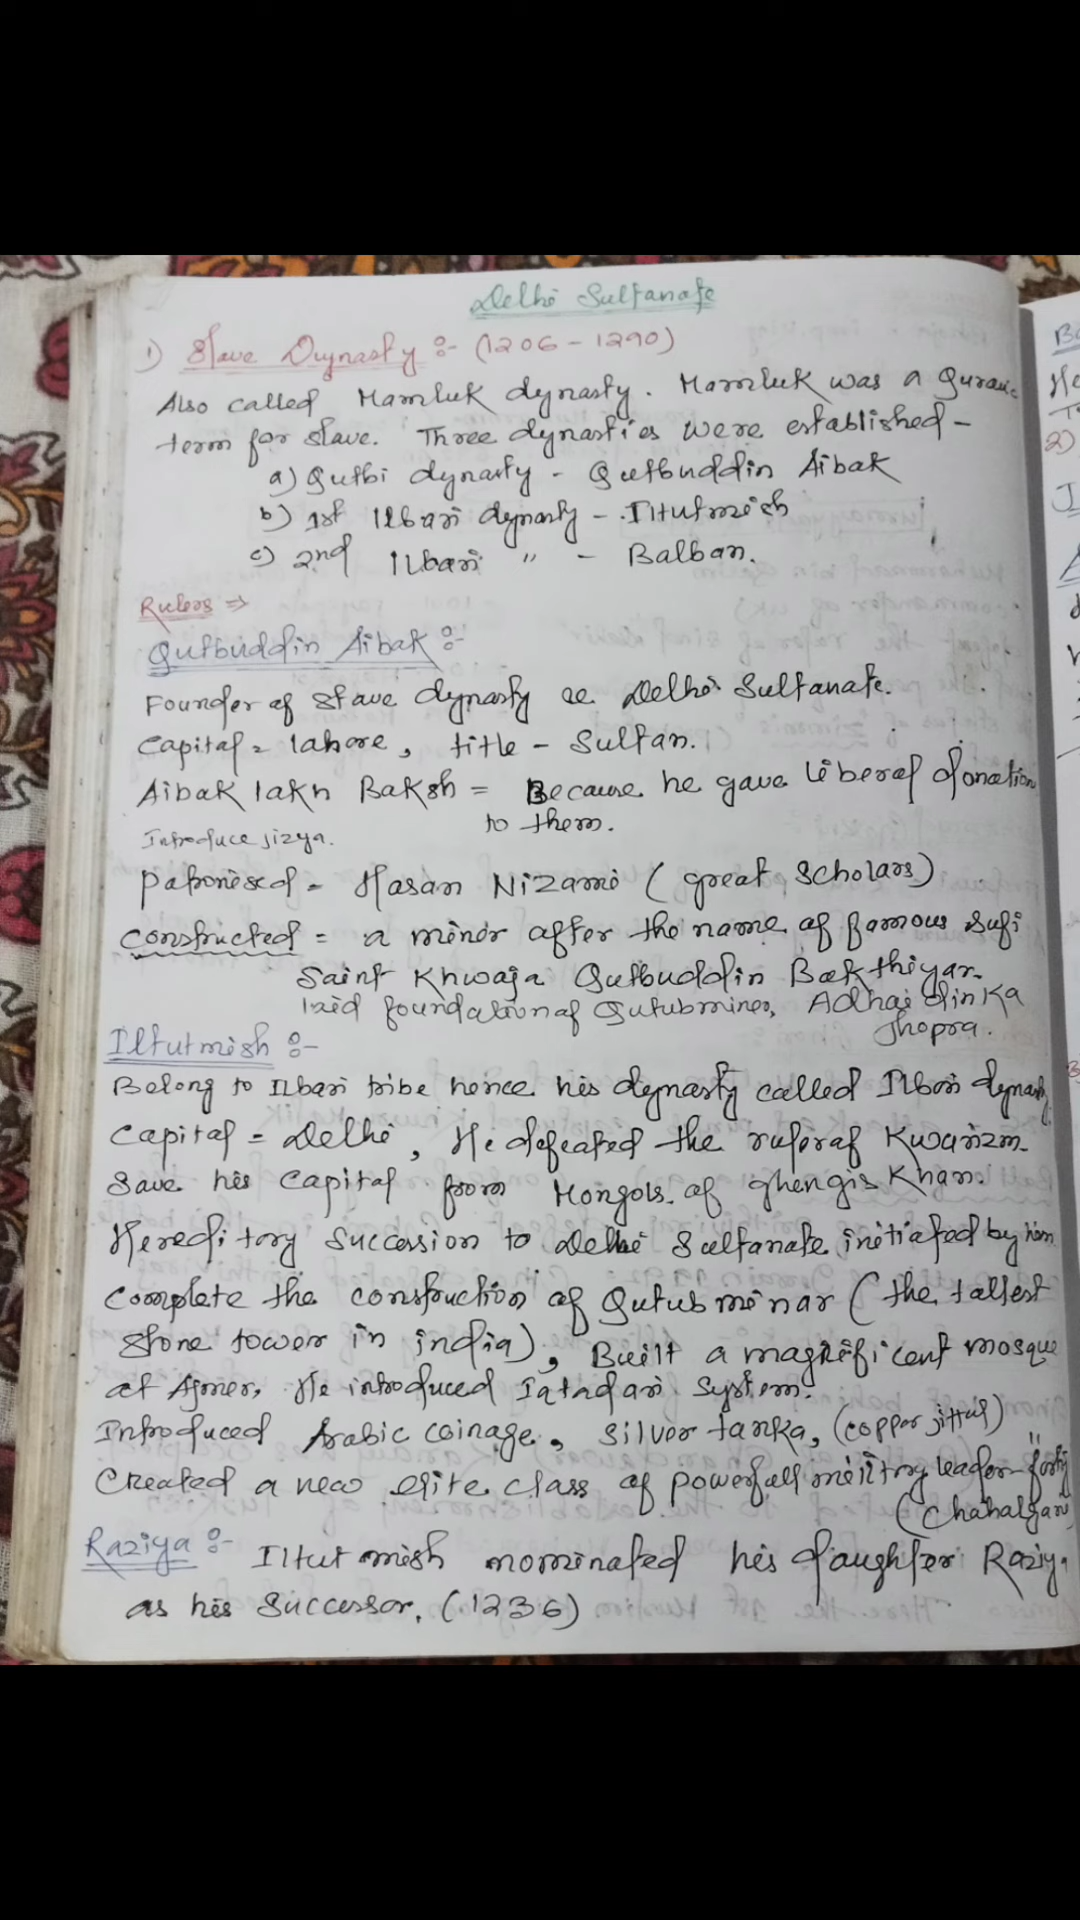 Delhi Sultanate
1) Slave Dynasty :- (1206 - 1290)
Also called Mamluk dynasty. Mamluk was a Quranic
term for slave. Three dynasties were established -
a) Qutbi dynasty - Qutbuddin Aibak
b) 1st Ilbari dynasty - Iltutmish
c) 2nd Ilbari " - Balban.
Rulers ⇒
Qutbuddin Aibak :-
Founder of slave dynasty & Delhi Sultanate.
Capital = lahore, title - Sultan.
Aibak lakh Baksh = Because he gave liberal donation
to them.
Introduce jizya.
patronised = Hasan Nizami (great scholars)
Constructed = a minar after the name of famous sufi
Saint Khwaja Qutbuddin Bakthiyar.
laid foundation of Qutubminar, Adhai din Ka
Jhopra.
Iltutmish :-
Belong to Ilbari tribe hence his dynasty called Ilbari dynasty.
Capital = Delhi, He defeated the ruler of Kwarizm.
Save his capital from Mongols of ghengis Khan.
Hereditory succession to Delhi Sultanate initiated by him
Complete the construction of Qutub minar (the tallest
stone tower in india), Built a magnificent mosque
at Ajmer, He introduced Iqtadari system.
Introduced Arabic coinage, silver tanka, (copper jittal)
Created a new elite class of powerfull militry leader - "forty
(Chahalgani
Raziya :- Iltutmish nominated his daughter Raziya
as his successor. (1236)
2)